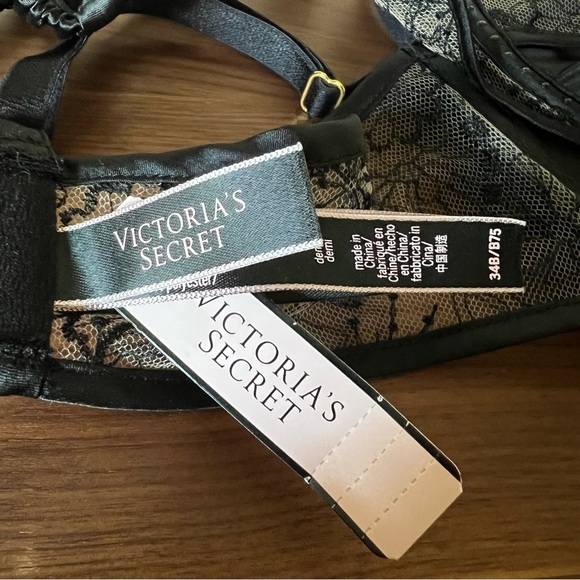 VICTORIA'S
SECRET
polyester/
demi
made in
China/
fabriqué en
Chine/hecho
en China/
fabbricato in
Cina/
中国制造
34B/B75
VICTORIA'S
SECRET